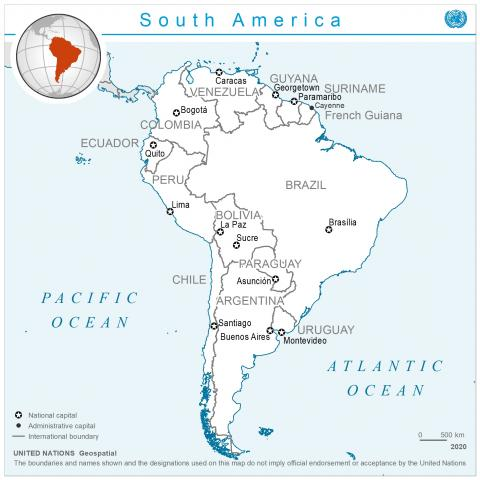 South America
Caracas
VENEZUELA
GUYANA
Georgetown
SURINAME
Paramaribo
Cayenne
French Guiana
Bogotá
COLOMBIA
ECUADOR
Quito
PERU
BRAZIL
Lima
BOLIVIA
La Paz
Brasília
Sucre
PARAGUAY
CHILE
Asunción
PACIFIC
OCEAN
ARGENTINA
Santiago
URUGUAY
Buenos Aires
Montevideo
ATLANTIC
OCEAN
National capital
Administrative capital
International boundary
0 500 km
2020
UNITED NATIONS Geospatial
The boundaries and names shown and the designations used on this map do not imply official endorsement or acceptance by the United Nations